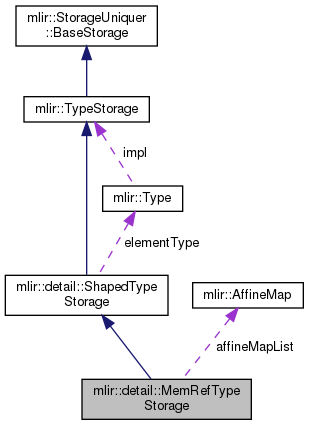 mlir::StorageUniquer
::BaseStorage
mlir::TypeStorage
impl
mlir::Type
elementType
mlir::detail::ShapedType
Storage
mlir::AffineMap
affineMapList
mlir::detail::MemRefType
Storage